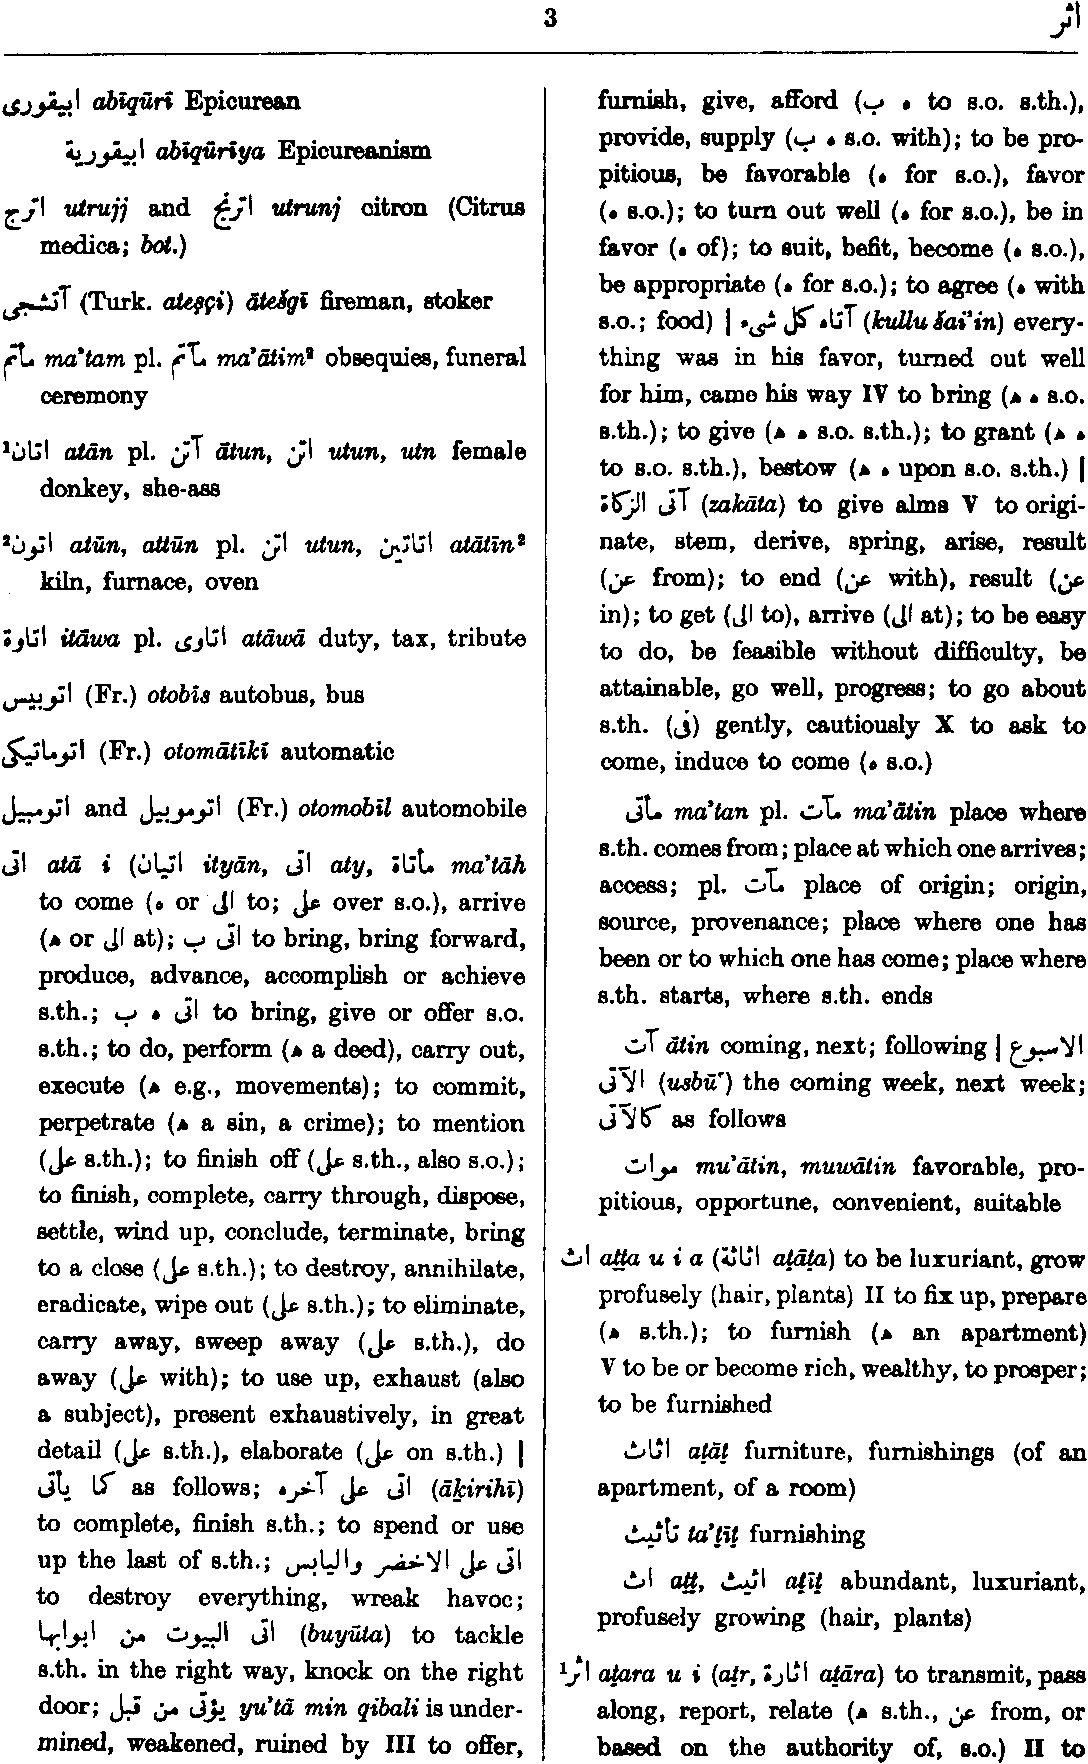 3
اثر
ابيقورى abīqūrī Epicurean
ابيقورية abīqūrīya Epicureanism
اترج utrujj and اترنج utrunj citron (Citrus
medica; bot.)
آتشجى (Turk. ateşçi) ātešgī fireman, stoker
مأتم ma'tam pl. مآتم ma'ātim² obsequies, funeral
ceremony
اتان¹ atān pl. آتن ātun, اتن utun, utn female
donkey, she-ass
اتون² atūn, attūn pl. اتن utun, اتاتين atātīn²
kiln, furnace, oven
اتاوة itāwa pl. اتاوى atāwā duty, tax, tribute
اتوبيس (Fr.) otobīs autobus, bus
اتوماتيكى (Fr.) otomātīkī automatic
اتومبيل and اتوموبيل (Fr.) otomobīl automobile
اتى atā i (اتيان ityān, اتى aty, مأتاة ma'tāh
to come (ه or الى to; على over s.o.), arrive
(ه‍ or الى at); اتى ب to bring, bring forward,
produce, advance, accomplish or achieve
s.th.; اتى ه ب to bring, give or offer s.o.
s.th.; to do, perform (ه‍ a deed), carry out,
execute (ه‍ e.g., movements); to commit,
perpetrate (ه‍ a sin, a crime); to mention
(على s.th.); to finish off (على s.th., also s.o.);
to finish, complete, carry through, dispose,
settle, wind up, conclude, terminate, bring
to a close (على s.th.); to destroy, annihilate,
eradicate, wipe out (على s.th.); to eliminate,
carry away, sweep away (على s.th.), do
away (على with); to use up, exhaust (also
a subject), present exhaustively, in great
detail (على s.th.), elaborate (على on s.th.) |
كما يأتى as follows; اتى على آخره (āḵirihī)
to complete, finish s.th.; to spend or use
up the last of s.th.; اتى على الاخضر واليابس
to destroy everything, wreak havoc;
اتى البيوت من ابوابها (buyūta) to tackle
s.th. in the right way, knock on the right
door; يؤتى من قبل yu'tā min qibali is under-
mined, weakened, ruined by III to offer,
furnish, give, afford (ه ب to s.o. s.th.),
provide, supply (ه ب s.o. with); to be pro-
pitious, be favorable (ه for s.o.), favor
(ه s.o.); to turn out well (ه for s.o.), be in
favor (ه of); to suit, befit, become (ه s.o.),
be appropriate (ه for s.o.); to agree (ه with
s.o.; food) | آتاه كل شىء (kullu šai'in) every-
thing was in his favor, turned out well
for him, came his way IV to bring (ه ه‍ s.o.
s.th.); to give (ه ه‍ s.o. s.th.); to grant (ه ه‍
to s.o. s.th.), bestow (ه ه‍ upon s.o. s.th.) |
آتى الزكاة (zakāta) to give alms V to origi-
nate, stem, derive, spring, arise, result
(عن from); to end (عن with), result (عن
in); to get (الى to), arrive (الى at); to be easy
to do, be feasible without difficulty, be
attainable, go well, progress; to go about
s.th. (فى) gently, cautiously X to ask to
come, induce to come (ه s.o.)
مأتى ma'tan pl. مآت ma'ātin place where
s.th. comes from; place at which one arrives;
access; pl. مآت place of origin; origin,
source, provenance; place where one has
been or to which one has come; place where
s.th. starts, where s.th. ends
آت ātin coming, next; following | الاسبوع
الآتى (usbū‘) the coming week, next week;
كالآتى as follows
موات mu'ātin, muwātin favorable, pro-
pitious, opportune, convenient, suitable
اث aṯṯa u i a (اثاثة aṯāṯa) to be luxuriant, grow
profusely (hair, plants) II to fix up, prepare
(ه‍ s.th.); to furnish (ه‍ an apartment)
V to be or become rich, wealthy, to prosper;
to be furnished
اثاث aṯāṯ furniture, furnishings (of an
apartment, of a room)
تأثيث ta'ṯīṯ furnishing
اث aṯṯ, اثيث aṯīṯ abundant, luxuriant,
profusely growing (hair, plants)
اثر¹ aṯara u i (aṯr, اثارة aṯāra) to transmit, pass
along, report, relate (ه‍ s.th., عن from, or
based on the authority of, s.o.) II to